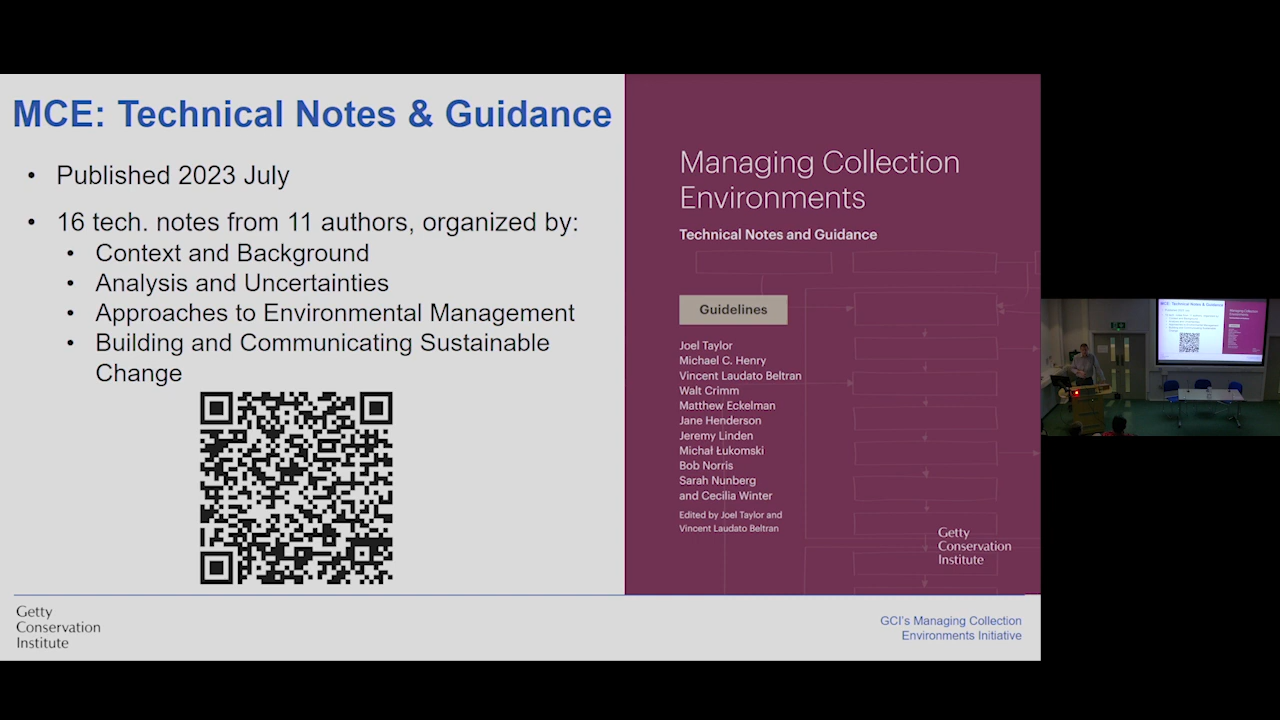 MCE: Technical Notes & Guidance
• Published 2023 July
• 16 tech. notes from 11 authors, organized by:
• Context and Background
• Analysis and Uncertainties
• Approaches to Environmental Management
• Building and Communicating Sustainable
Change
Getty
Conservation
Institute
Managing Collection
Environments
Technical Notes and Guidance
Guidelines
Joel Taylor
Michael C. Henry
Vincent Laudato Beltran
Walt Crimm
Matthew Eckelman
Jane Henderson
Jeremy Linden
Michał Łukomski
Bob Norris
Sarah Nunberg
and Cecilia Winter
Edited by Joel Taylor and
Vincent Laudato Beltran
Getty
Conservation
Institute
GCI's Managing Collection
Environments Initiative
MCE: Technical Notes & Guidance